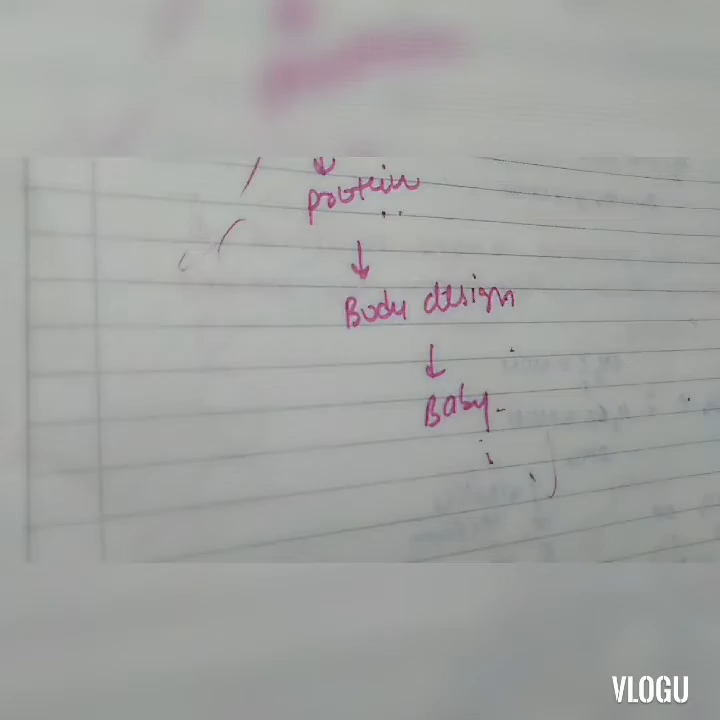 ↓
protein
↓
Body design
↓
Baby.
VLOGU